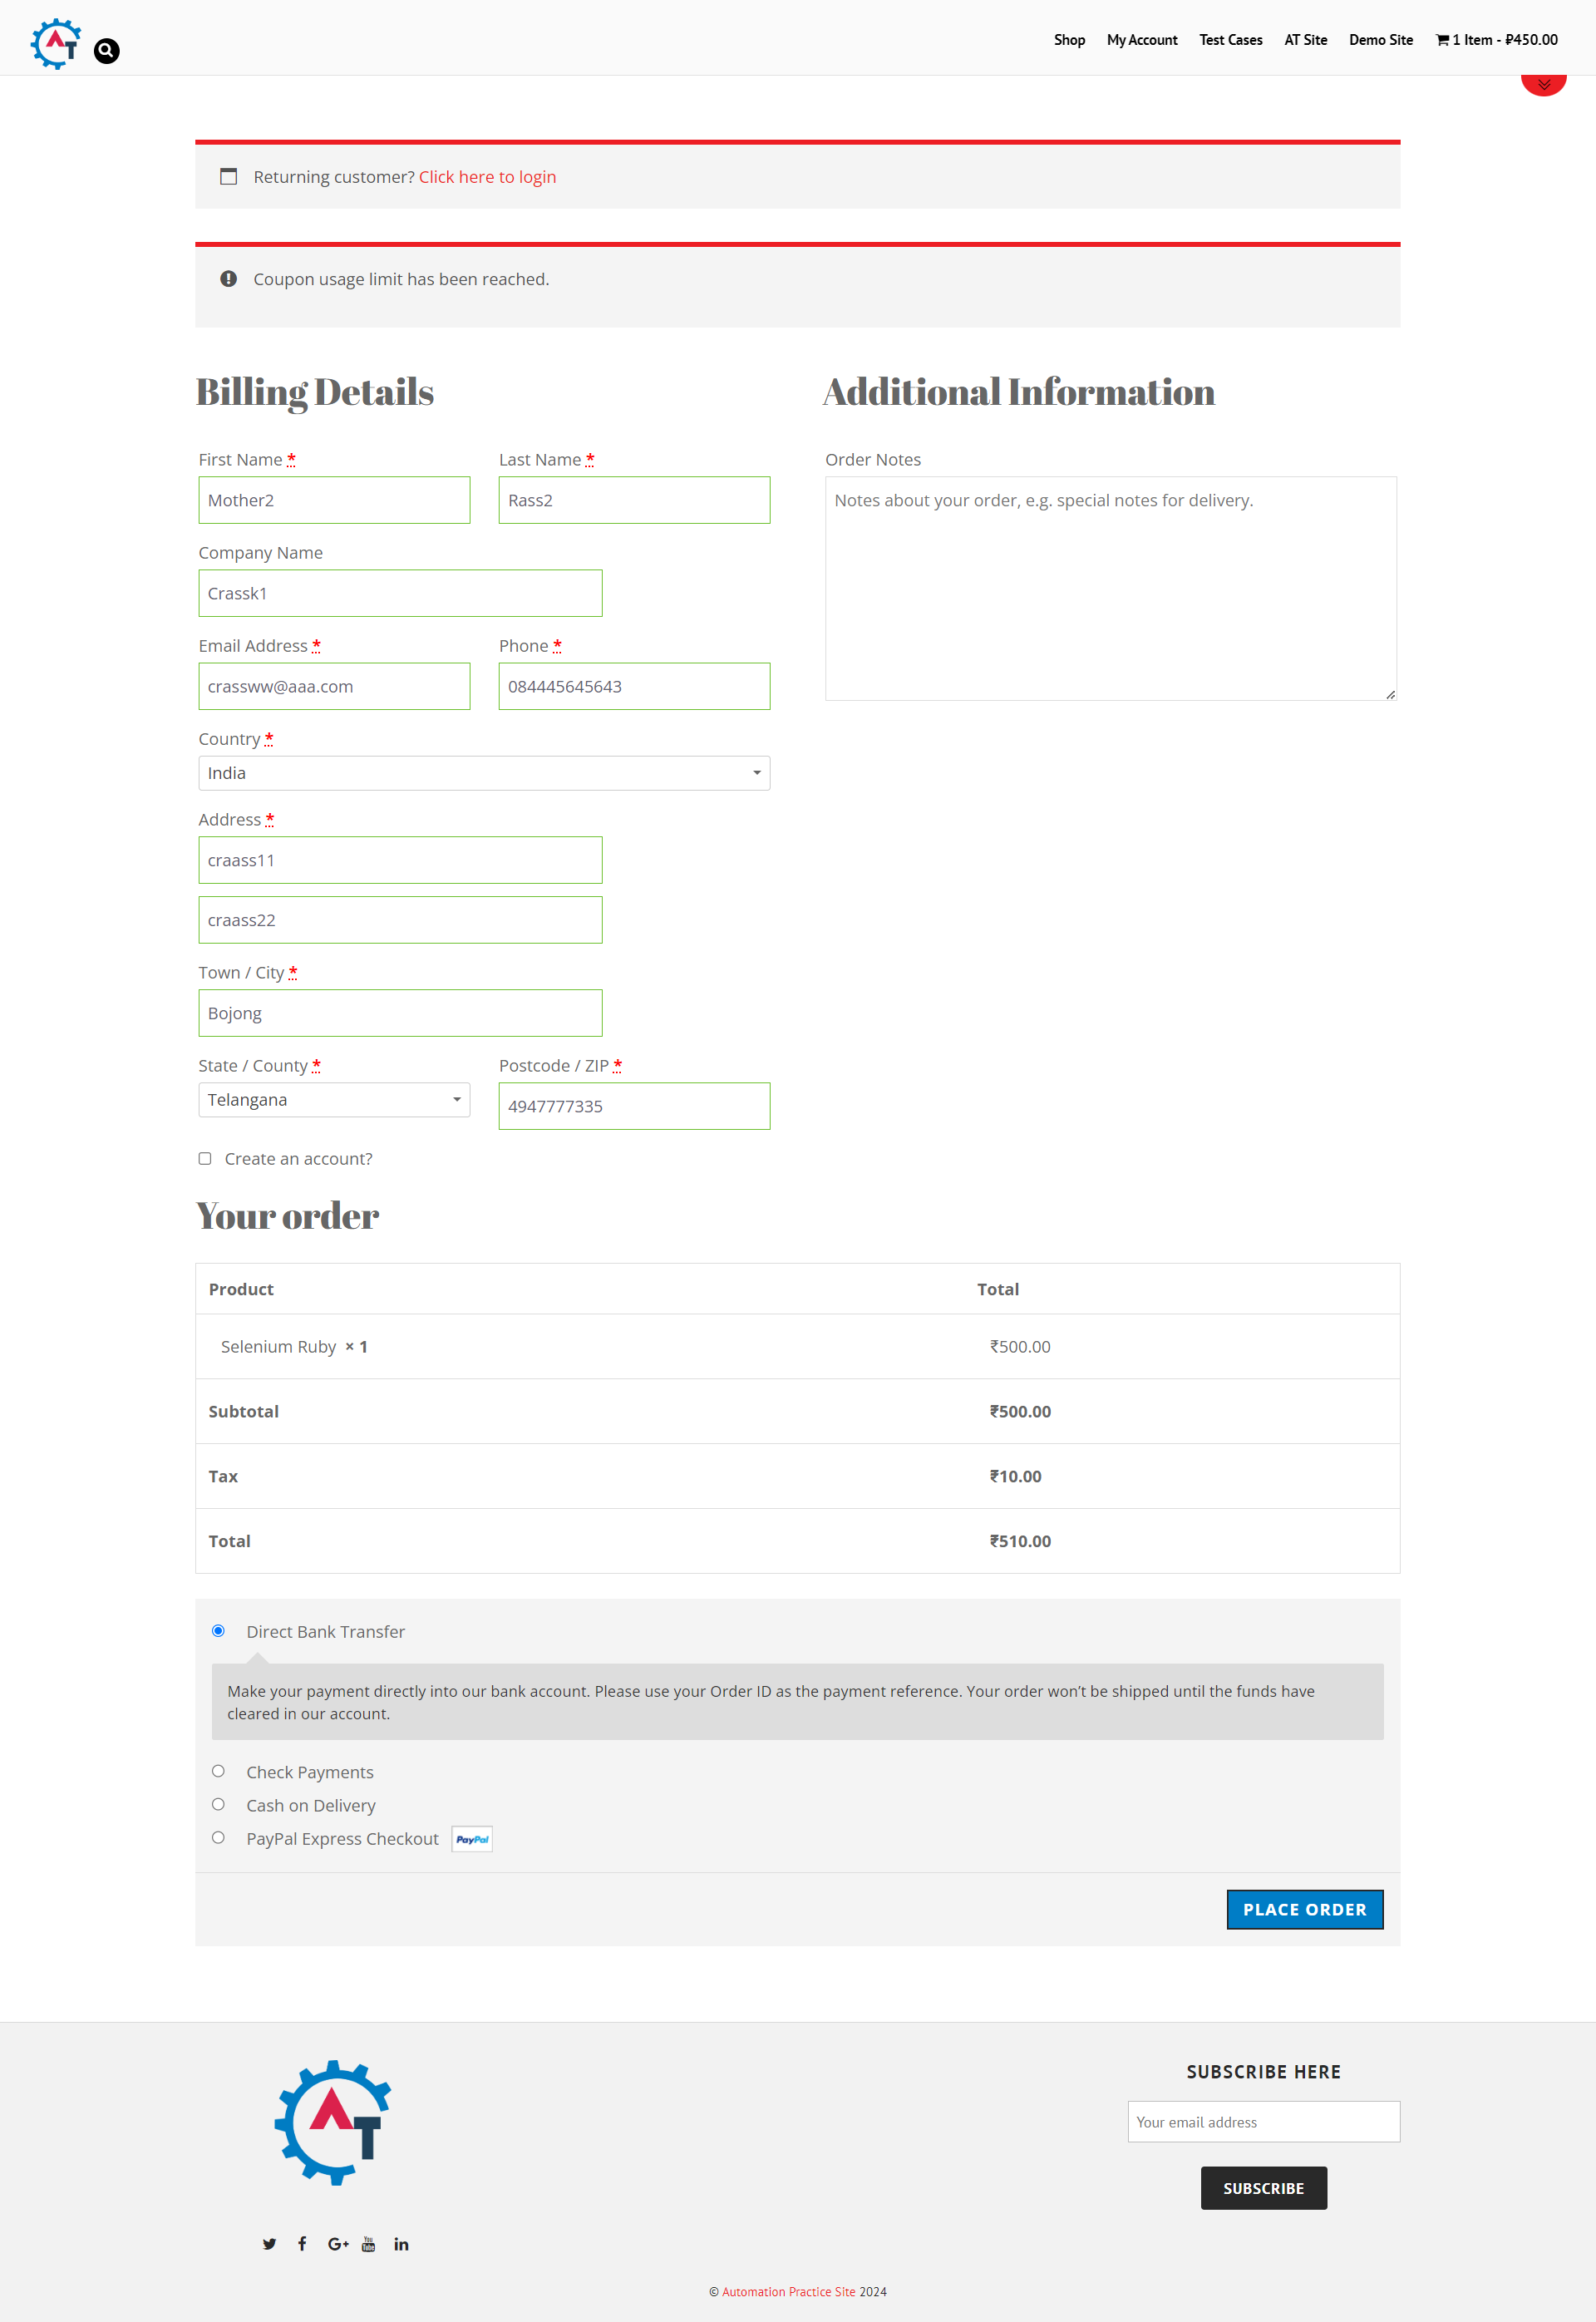 AT
Shop My Account Test Cases AT Site Demo Site 1 Item - ₽450.00
Returning customer? Click here to login
Coupon usage limit has been reached.
Billing Details
Additional Information
First Name * Last Name *
Mother2 Rass2
Company Name
Crassk1
Email Address * Phone *
crassww@aaa.com 084445645643
Country *
India
Address *
craass11
craass22
Town / City *
Bojong
State / County * Postcode / ZIP *
Telangana 4947777335
Create an account?
Order Notes
Notes about your order, e.g. special notes for delivery.
Your order
Product Total
Selenium Ruby × 1 ₹500.00
Subtotal ₹500.00
Tax ₹10.00
Total ₹510.00
Direct Bank Transfer
Make your payment directly into our bank account. Please use your Order ID as the payment reference. Your order won’t be shipped until the funds have
cleared in our account.
Check Payments
Cash on Delivery
PayPal Express Checkout PayPal
PLACE ORDER
AT
SUBSCRIBE HERE
Your email address
SUBSCRIBE
G+ You Tube in
© Automation Practice Site 2024